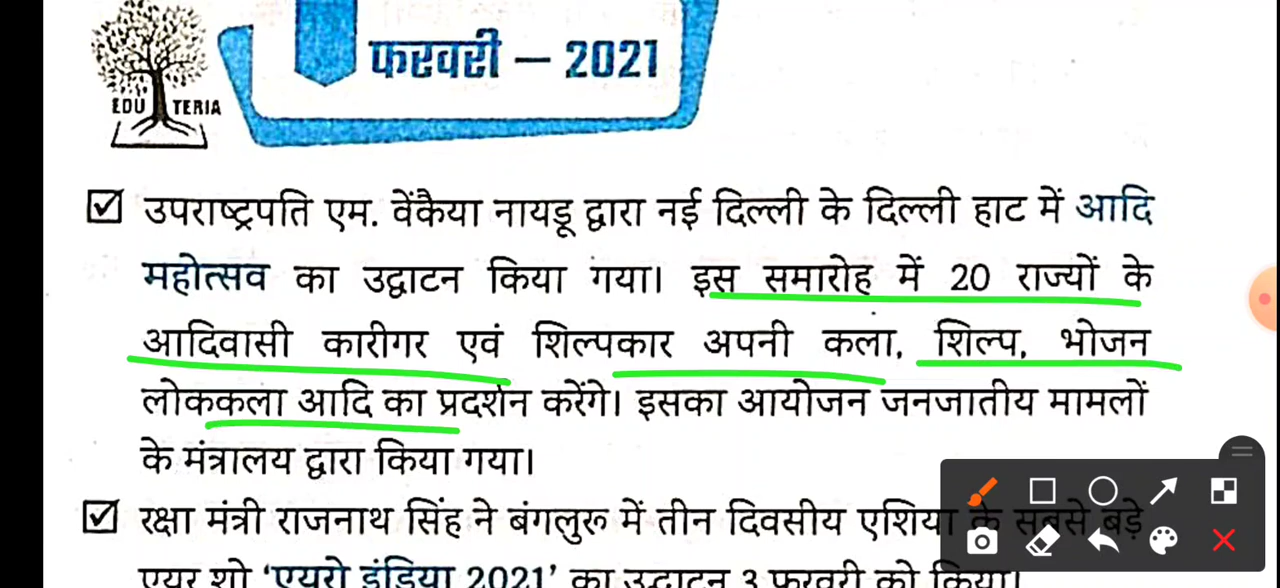 फरवरी – 2021
EDU TERIA
उपराष्ट्रपति एम. वेंकैया नायडू द्वारा नई दिल्ली के दिल्ली हाट में आदि
महोत्सव का उद्घाटन किया गया। इस समारोह में 20 राज्यों के
आदिवासी कारीगर एवं शिल्पकार अपनी कला, शिल्प, भोजन
लोककला आदि का प्रदर्शन करेंगे। इसका आयोजन जनजातीय मामलों
के मंत्रालय द्वारा किया गया।
रक्षा मंत्री राजनाथ सिंह ने बंगलुरू में तीन दिवसीय एशिया के सबसे बड़े
एयर शो ‘एयरो इंडिया 2021’ का उद्घाटन 3 फरवरी को किया।